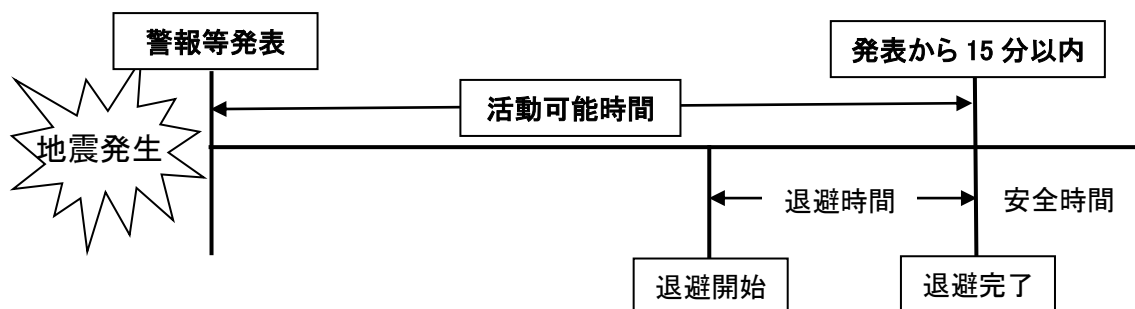 警報等発表
発表から 15 分以内
活動可能時間
地震発生
退避時間
安全時間
退避開始
退避完了